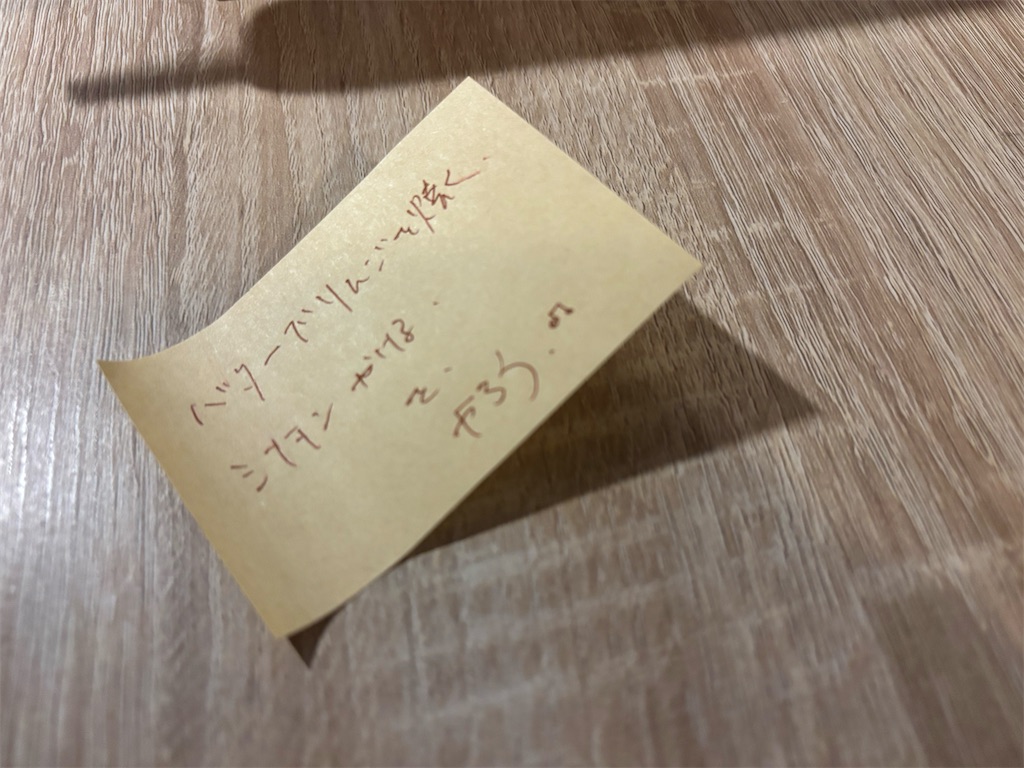 バターでりんごを焼く
シナモン かける.
を.
やろう.